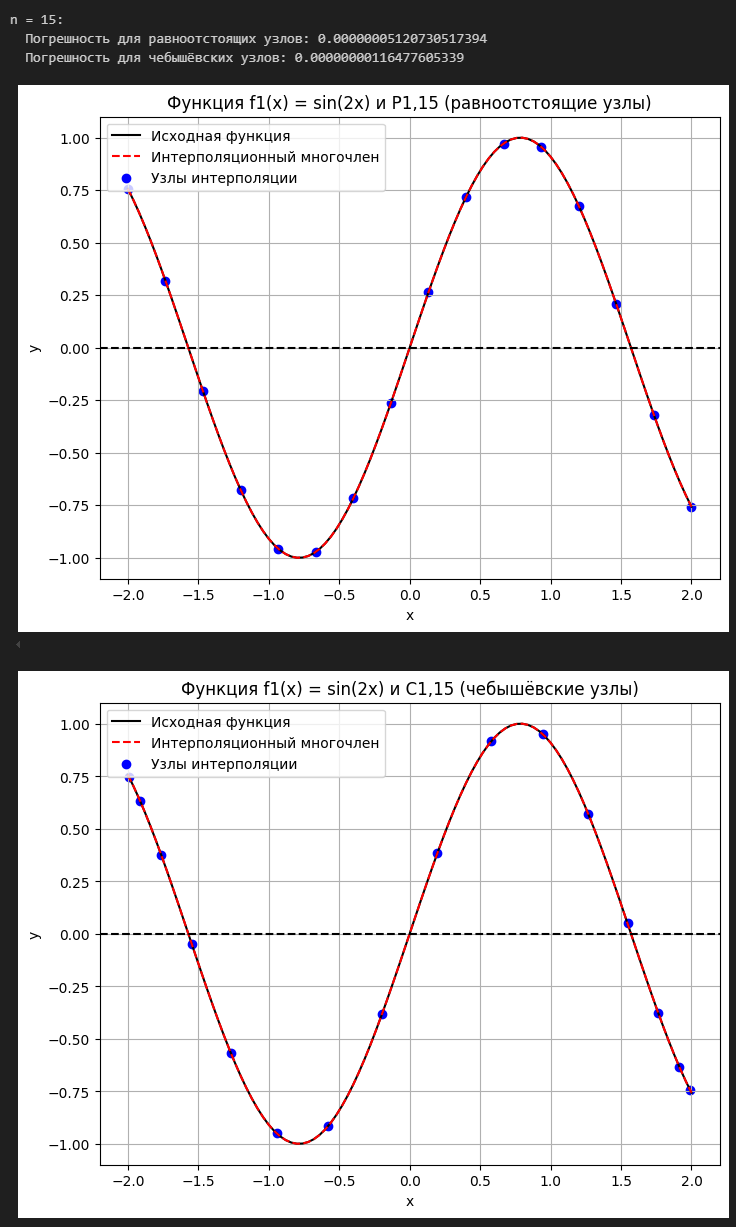 n = 15:
Погрешность для равноотстоящих узлов: 0.00000005120730517394
Погрешность для чебышёвских узлов: 0.00000000116477605339
Функция f1(x) = sin(2x) и P1,15 (равноотстоящие узлы)
Исходная функция
Интерполяционный многочлен
Узлы интерполяции
1.00
0.75
0.50
0.25
0.00
−0.25
−0.50
−0.75
−1.00
y
−2.0 −1.5 −1.0 −0.5 0.0 0.5 1.0 1.5 2.0
x
Функция f1(x) = sin(2x) и C1,15 (чебышёвские узлы)
Исходная функция
Интерполяционный многочлен
Узлы интерполяции
1.00
0.75
0.50
0.25
0.00
−0.25
−0.50
−0.75
−1.00
y
−2.0 −1.5 −1.0 −0.5 0.0 0.5 1.0 1.5 2.0
x